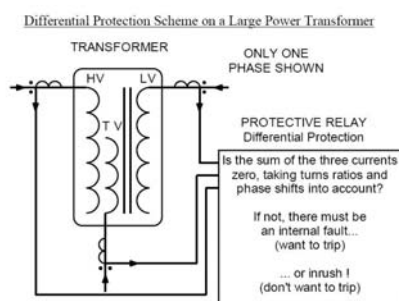 Differential Protection Scheme on a Large Power Transformer
TRANSFORMER
ONLY ONE
PHASE SHOWN
HV
LV
T V
PROTECTIVE RELAY
Differential Protection
Is the sum of the three currents
zero, taking turns ratios and
phase shifts into account?
If not, there must be
an internal fault...
(want to trip)
... or inrush !
(don't want to trip)